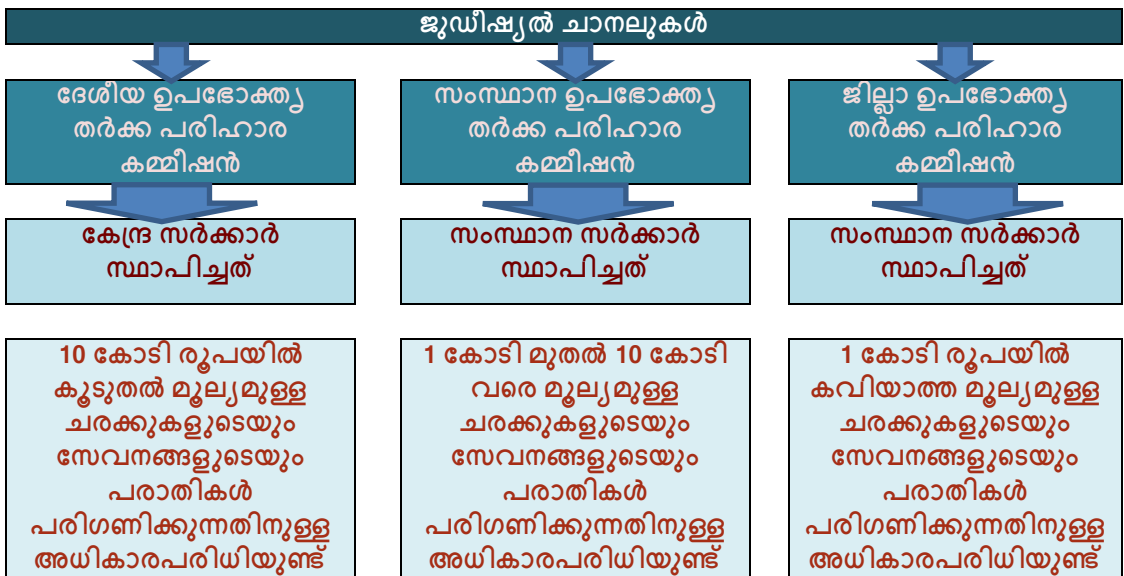 ജുഡീഷ്യൽ ചാനലുകൾ
ദേശീയ ഉപഭോക്തൃ
തർക്ക പരിഹാര
കമ്മീഷൻ
കേന്ദ്ര സർക്കാർ
സ്ഥാപിച്ചത്
10 കോടി രൂപയിൽ
കൂടുതൽ മൂല്യമുള്ള
ചരക്കുകളുടെയും
സേവനങ്ങളുടെയും
പരാതികൾ
പരിഗണിക്കുന്നതിനുള്ള
അധികാരപരിധിയുണ്ട്
സംസ്ഥാന ഉപഭോക്തൃ
തർക്ക പരിഹാര
കമ്മീഷൻ
സംസ്ഥാന സർക്കാർ
സ്ഥാപിച്ചത്
1 കോടി മുതൽ 10 കോടി
വരെ മൂല്യമുള്ള
ചരക്കുകളുടെയും
സേവനങ്ങളുടെയും
പരാതികൾ
പരിഗണിക്കുന്നതിനുള്ള
അധികാരപരിധിയുണ്ട്
ജില്ലാ ഉപഭോക്തൃ
തർക്ക പരിഹാര
കമ്മീഷൻ
സംസ്ഥാന സർക്കാർ
സ്ഥാപിച്ചത്
1 കോടി രൂപയിൽ
കവിയാത്ത മൂല്യമുള്ള
ചരക്കുകളുടെയും
സേവനങ്ങളുടെയും
പരാതികൾ
പരിഗണിക്കുന്നതിനുള്ള
അധികാരപരിധിയുണ്ട്